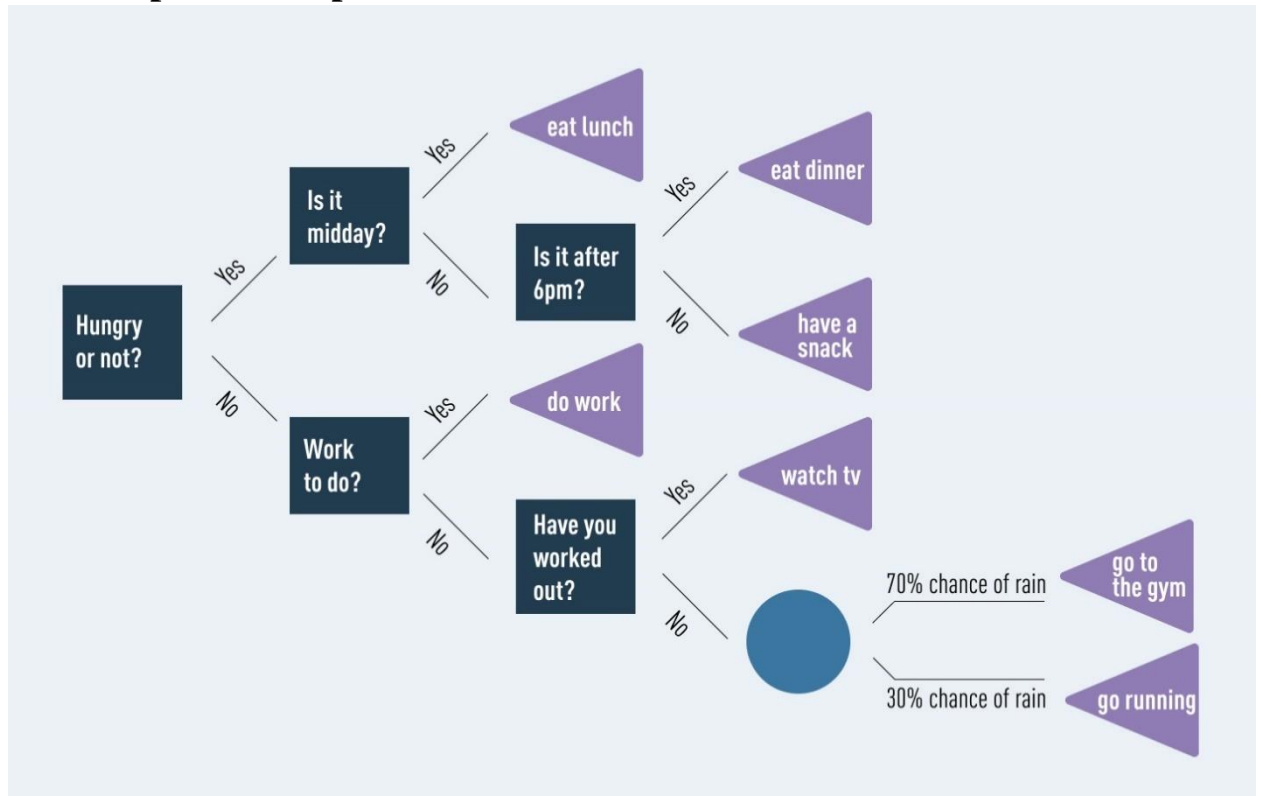 Hungry
or not?
Yes
No
Is it
midday?
Yes
No
eat lunch
Is it after
6pm?
Yes
No
eat dinner
have a
snack
Work
to do?
Yes
No
do work
Have you
worked
out?
Yes
No
watch tv
70% chance of rain
30% chance of rain
go to
the gym
go running